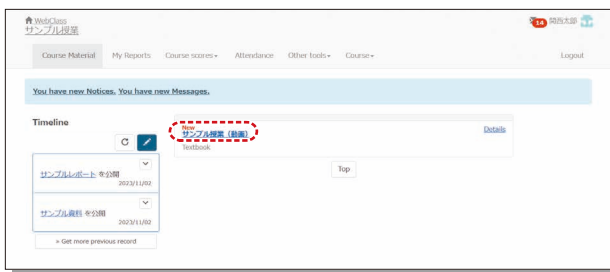 WebClass
サンプル授業
14 関西太郎
Course Material My Reports Course scores Attendance Other tools Course Logout
You have new Notices. You have new Messages.
Timeline
サンプルレポート を公開
2023/11/02
サンプル資料 を公開
2023/11/02
» Get more previous record
New
サンプル授業（動画） Details
Textbook
Top